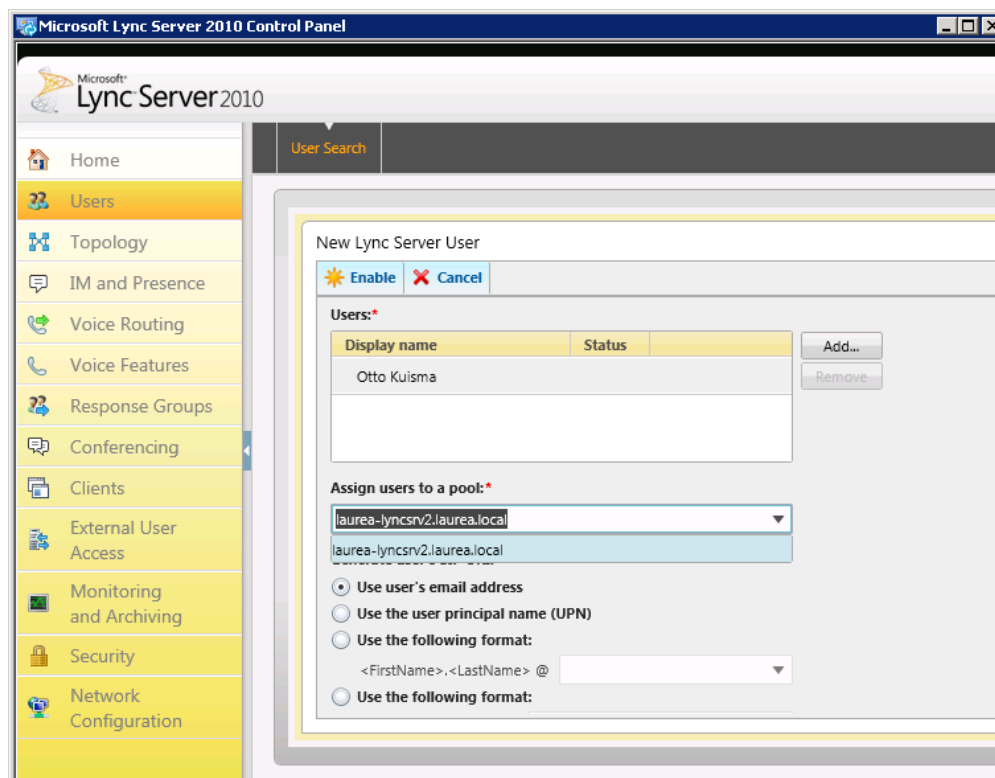 Microsoft Lync Server 2010 Control Panel
Microsoft®
Lync Server 2010
Home
Users
Topology
IM and Presence
Voice Routing
Voice Features
Response Groups
Conferencing
Clients
External User
Access
Monitoring
and Archiving
Security
Network
Configuration
User Search
New Lync Server User
Enable Cancel
Users:*
Display name Status
Otto Kuisma
Add...
Remove
Assign users to a pool:*
laurea-lyncsrv2.laurea.local
laurea-lyncsrv2.laurea.local
Use user's email address
Use the user principal name (UPN)
Use the following format:
<FirstName>.<LastName> @
Use the following format: